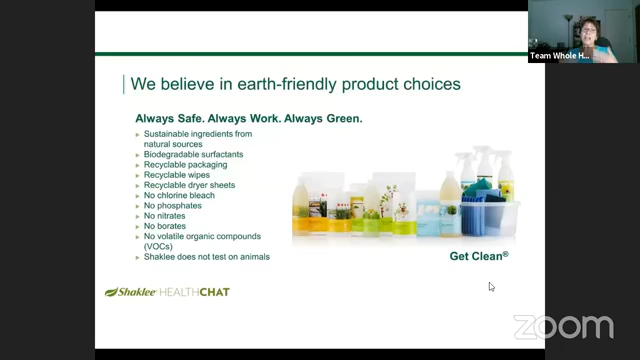 Team Whole H...
We believe in earth-friendly product choices
Always Safe. Always Work. Always Green.
Sustainable ingredients from
natural sources
Biodegradable surfactants
Recyclable packaging
Recyclable wipes
Recyclable dryer sheets
No chlorine bleach
No phosphates
No nitrates
No borates
No volatile organic compounds
(VOCs)
Shaklee does not test on animals
Get Clean®
Shaklee HEALTHCHAT
zoom